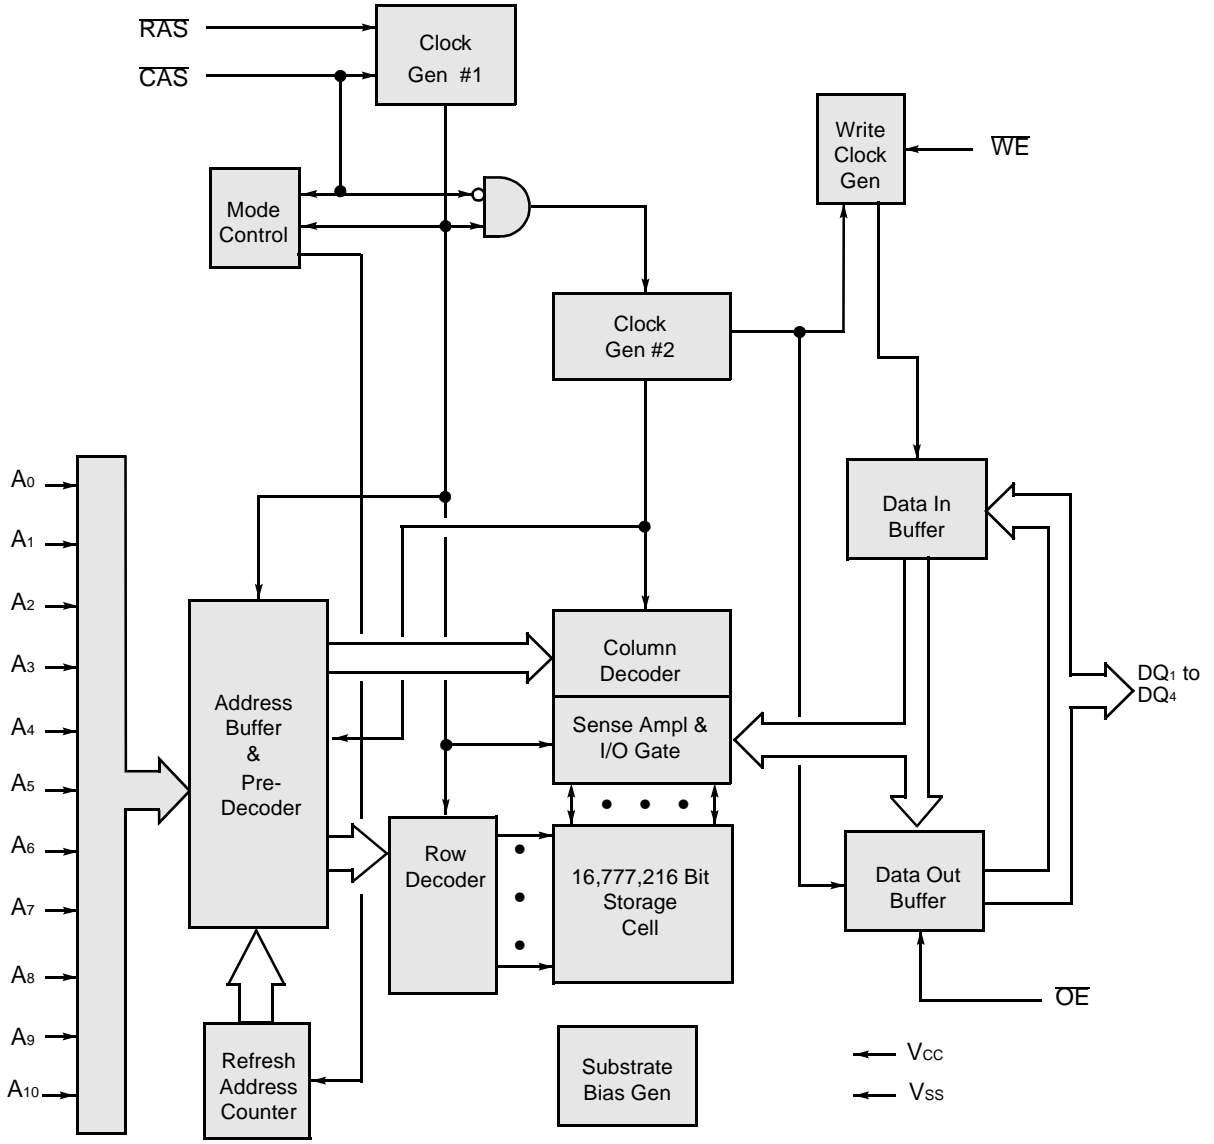 RAS
CAS
Clock
Gen #1
Write
Clock
Gen
WE
Mode
Control
Clock
Gen #2
A0
A1
A2
A3
A4
A5
A6
A7
A8
A9
A10
Data In
Buffer
Address
Buffer
&
Pre-
Decoder
Column
Decoder
Sense Ampl &
I/O Gate
DQ1 to
DQ4
Row
Decoder
16,777,216 Bit
Storage
Cell
Data Out
Buffer
OE
Refresh
Address
Counter
Substrate
Bias Gen
VCC
VSS